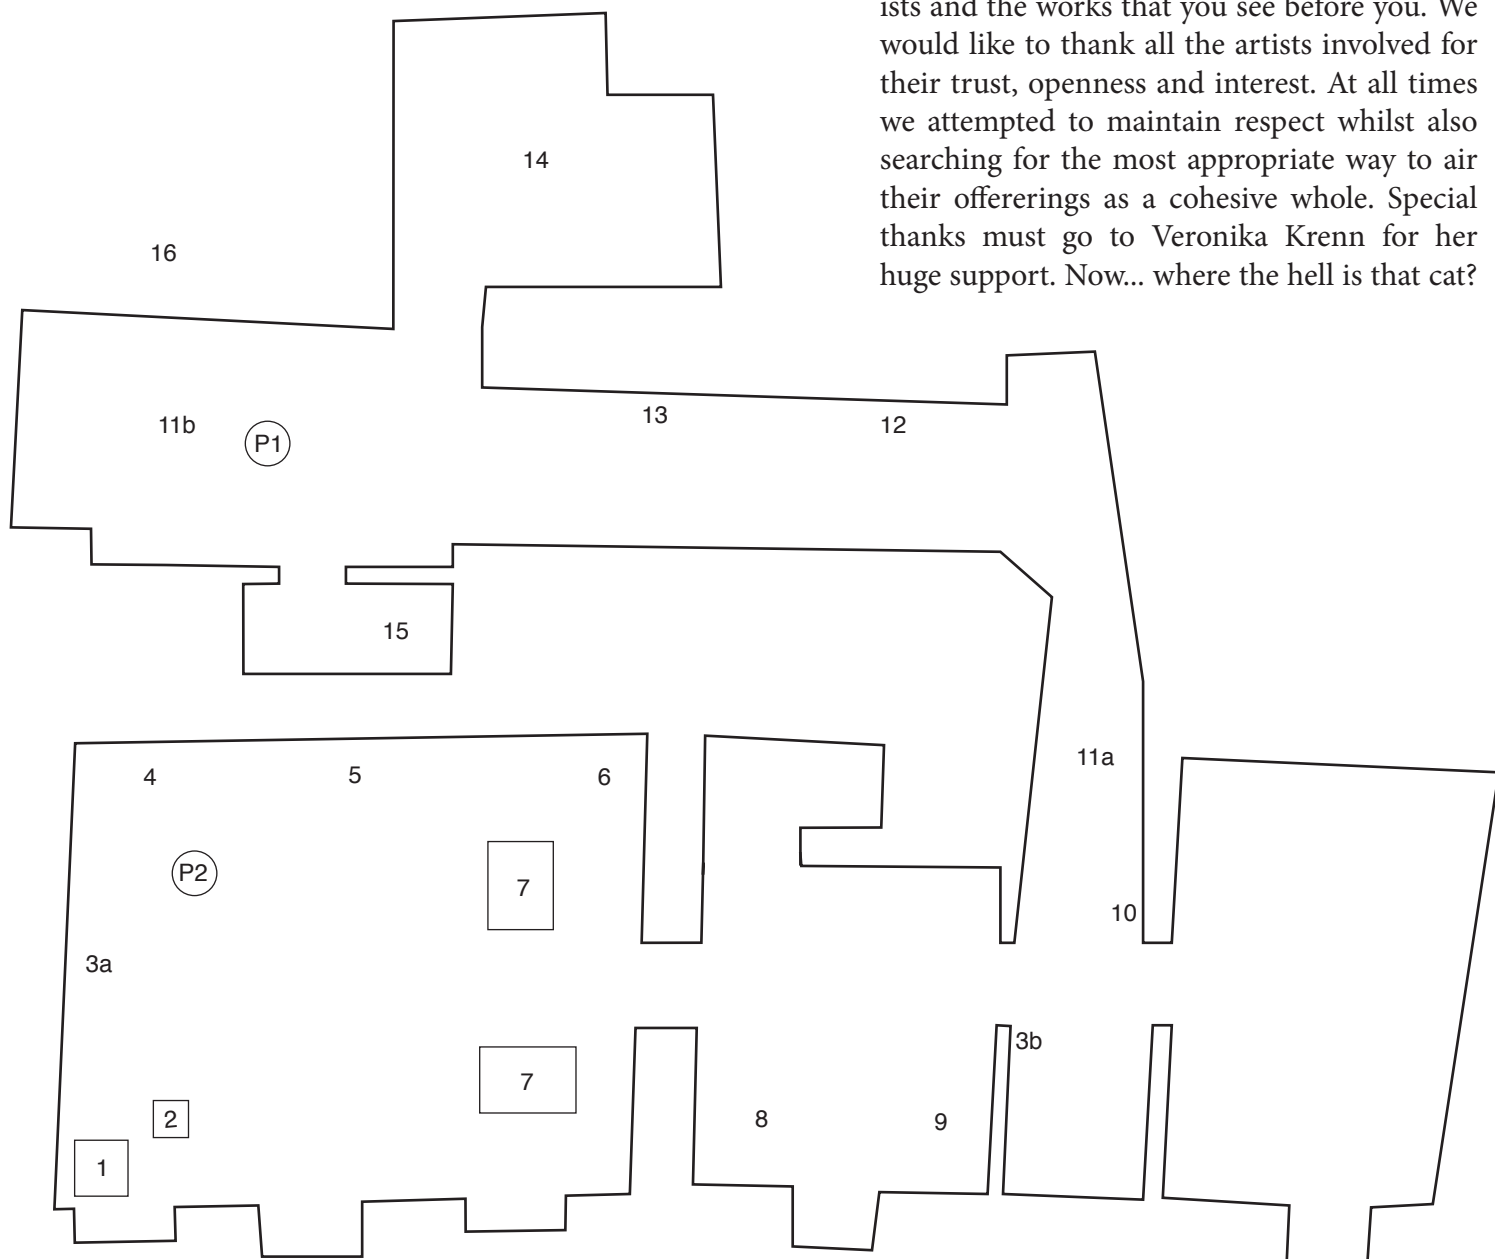 ists and the works that you see before you. We
would like to thank all the artists involved for
their trust, openness and interest. At all times
we attempted to maintain respect whilst also
searching for the most appropriate way to air
their offererings as a cohesive whole. Special
thanks must go to Veronika Krenn for her
huge support. Now... where the hell is that cat?
14
16
13
12
11b
P1
15
11a
4
5
6
P2
7
10
3a
3b
7
2
8
9
1